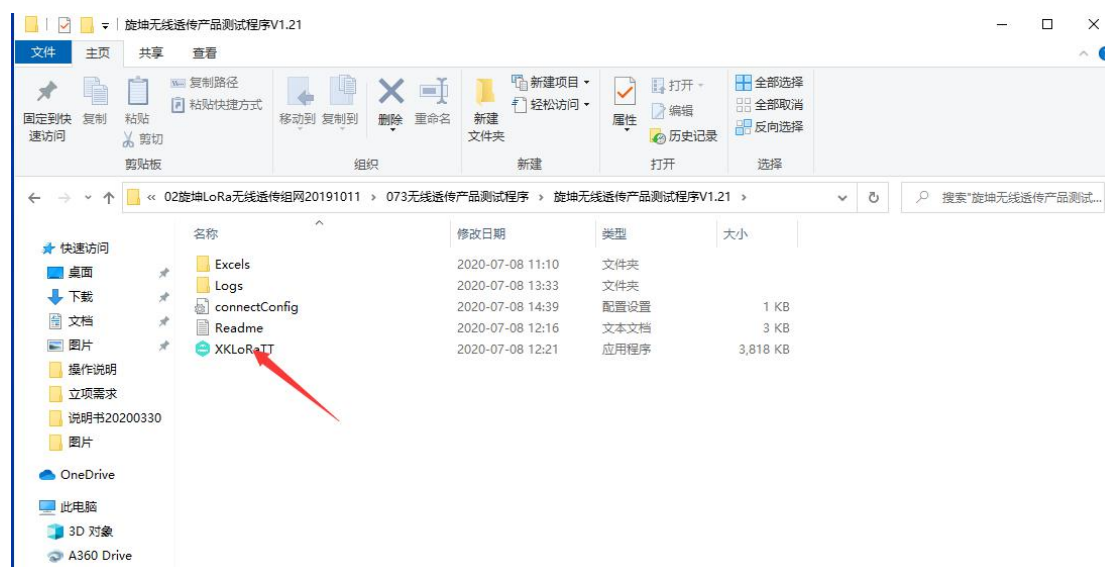 旋坤无线透传产品测试程序V1.21
文件 主页 共享 查看
固定到快速访问
复制
粘贴
复制路径
粘贴快捷方式
剪切
移动到 复制到 删除 重命名
新建文件夹
新建项目
轻松访问
属性
打开
编辑
历史记录
全部选择
全部取消
反向选择
剪贴板 组织 新建 打开 选择
« 02旋坤LoRa无线透传组网20191011 › 073无线透传产品测试程序 › 旋坤无线透传产品测试程序V1.21 ›
搜索"旋坤无线透传产品测试...
名称 修改日期 类型 大小
Excels 2020-07-08 11:10 文件夹
Logs 2020-07-08 13:33 文件夹
connectConfig 2020-07-08 14:39 配置设置 1 KB
Readme 2020-07-08 12:16 文本文档 3 KB
XKLoRaTT 2020-07-08 12:21 应用程序 3,818 KB
快速访问
桌面
下载
文档
图片
操作说明
立项需求
说明书20200330
图片
OneDrive
此电脑
3D 对象
A360 Drive